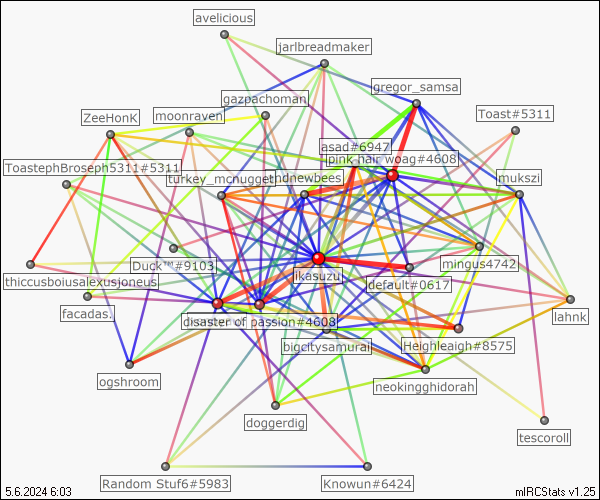 avelicious
jarlbreadmaker
gregor_samsa
gazpachoman
Toast#5311
ZeeHonK
moonraven
asad#6947
pink hair woag#4608
ToastephBroseph5311#5311
turkey_mcnugget
ndnewbees
mukszi
Duck™#9103
mingus4742
ikasuzu
default#0617
thiccusboiusalexusjoneus
facadas.
disaster of passion#4608
lahnk
bigcitysamurai
Heighleaigh#8575
ogshroom
neokingghidorah
doggerdig
tescoroll
Random Stuf6#5983
Knowun#6424
5.6.2024 6:03
mIRCStats v1.25